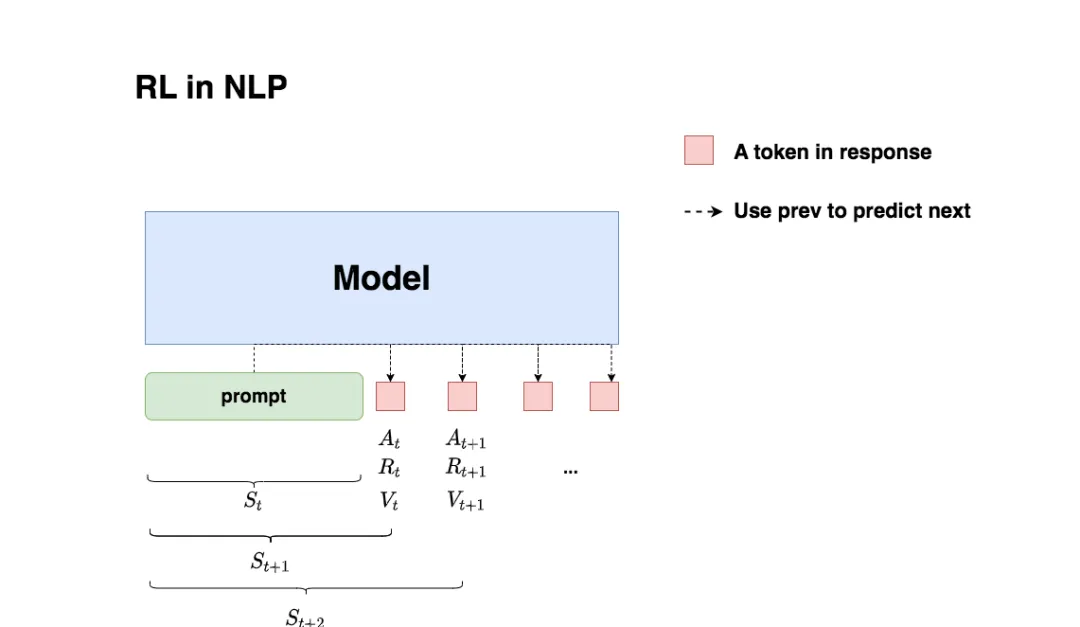 RL in NLP
A token in response
Use prev to predict next
Model
prompt
A_t A_{t+1}
R_t R_{t+1} ...
S_t V_t V_{t+1}
S_{t+1}
S_{t+2}